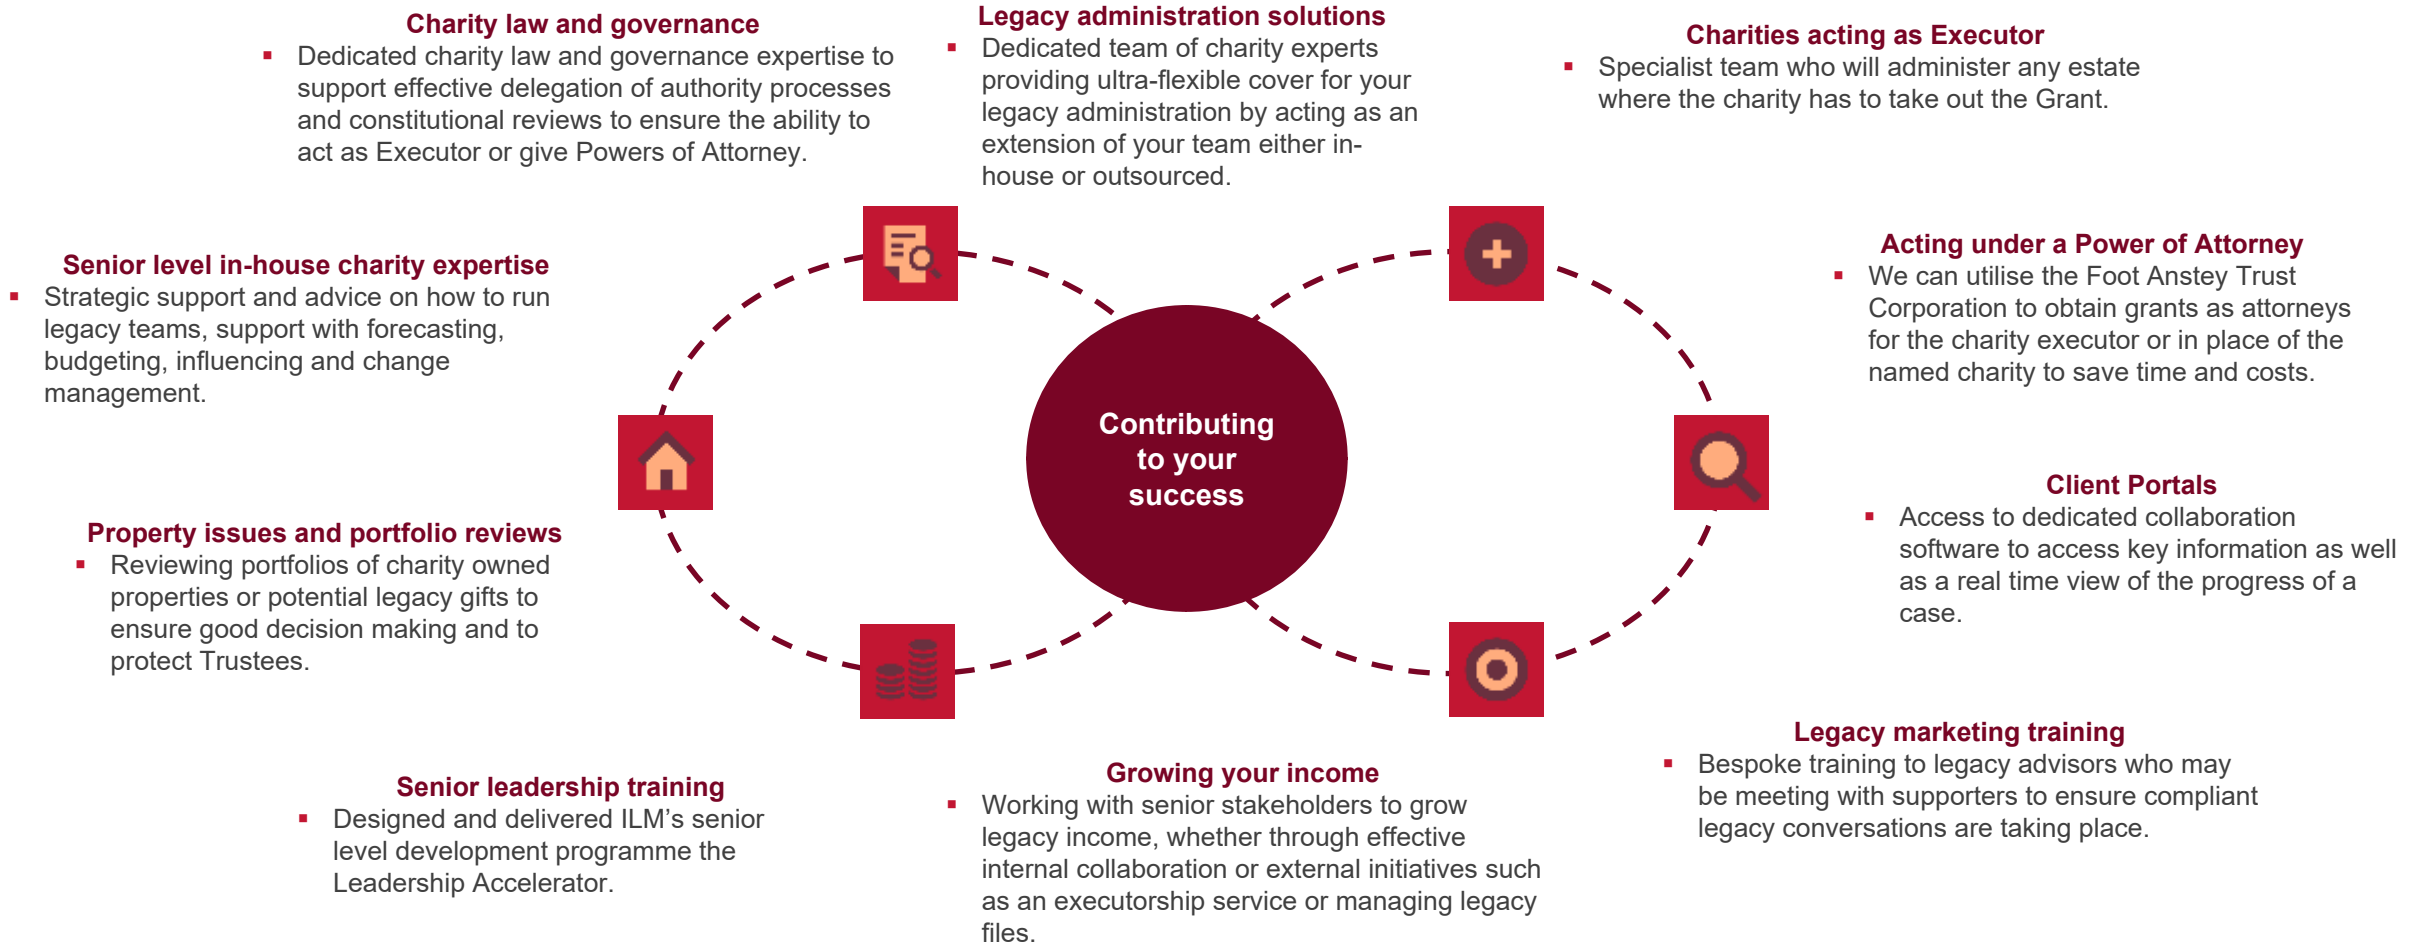 Charity law and governance
Dedicated charity law and governance expertise to
support effective delegation of authority processes
and constitutional reviews to ensure the ability to
act as Executor or give Powers of Attorney.
Legacy administration solutions
Dedicated team of charity experts
providing ultra-flexible cover for your
legacy administration by acting as an
extension of your team either in-
house or outsourced.
Charities acting as Executor
Specialist team who will administer any estate
where the charity has to take out the Grant.
Senior level in-house charity expertise
Strategic support and advice on how to run
legacy teams, support with forecasting,
budgeting, influencing and change
management.
Acting under a Power of Attorney
We can utilise the Foot Anstey Trust
Corporation to obtain grants as attorneys
for the charity executor or in place of the
named charity to save time and costs.
Contributing
to your
success
Property issues and portfolio reviews
Reviewing portfolios of charity owned
properties or potential legacy gifts to
ensure good decision making and to
protect Trustees.
Client Portals
Access to dedicated collaboration
software to access key information as well
as a real time view of the progress of a
case.
Senior leadership training
Designed and delivered ILM’s senior
level development programme the
Leadership Accelerator.
Growing your income
Working with senior stakeholders to grow
legacy income, whether through effective
internal collaboration or external initiatives such
as an executorship service or managing legacy
files.
Legacy marketing training
Bespoke training to legacy advisors who may
be meeting with supporters to ensure compliant
legacy conversations are taking place.